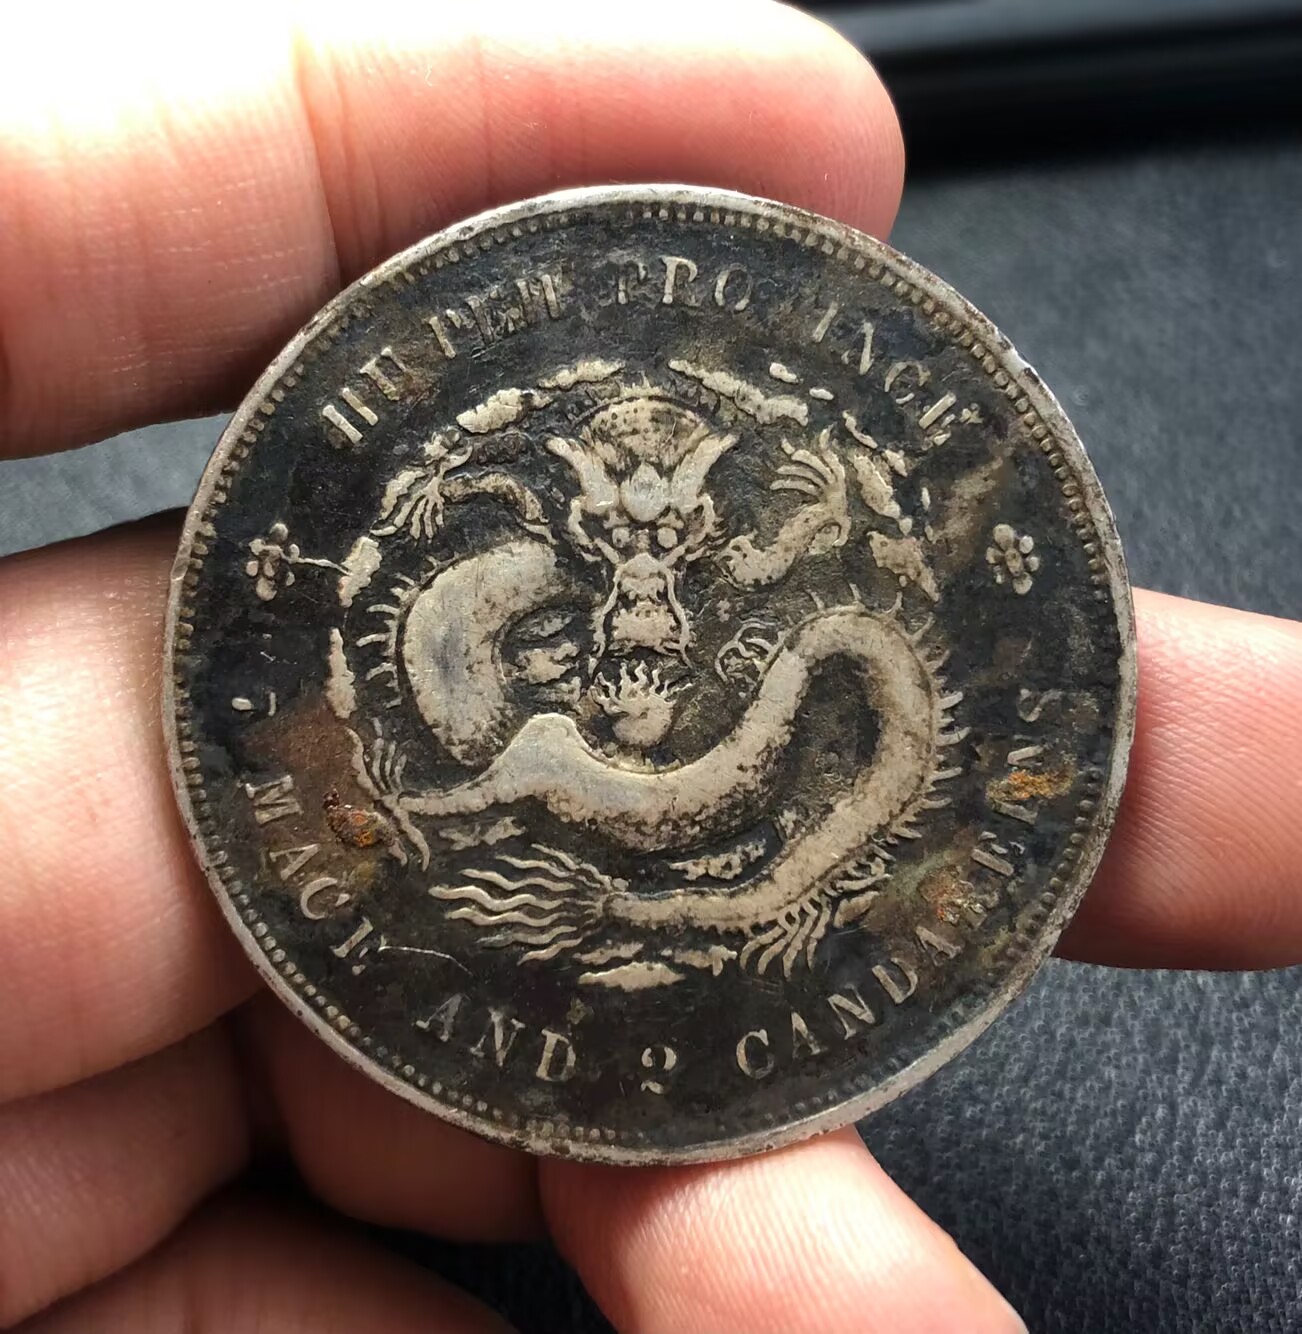 HU PEH PROVINCE
7 MACE AND 2 CANDAREENS